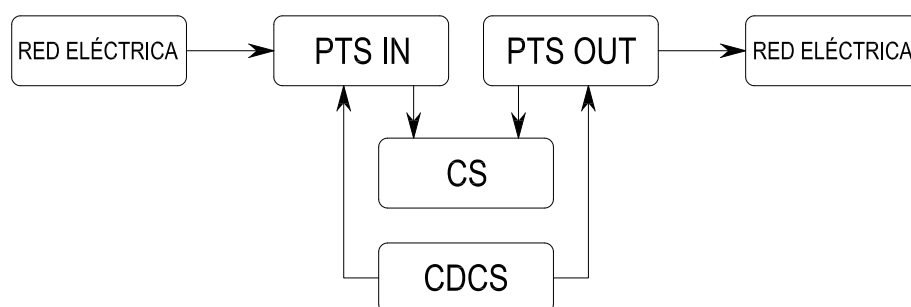 RED ELÉCTRICA
PTS IN
PTS OUT
RED ELÉCTRICA
CS
CDCS